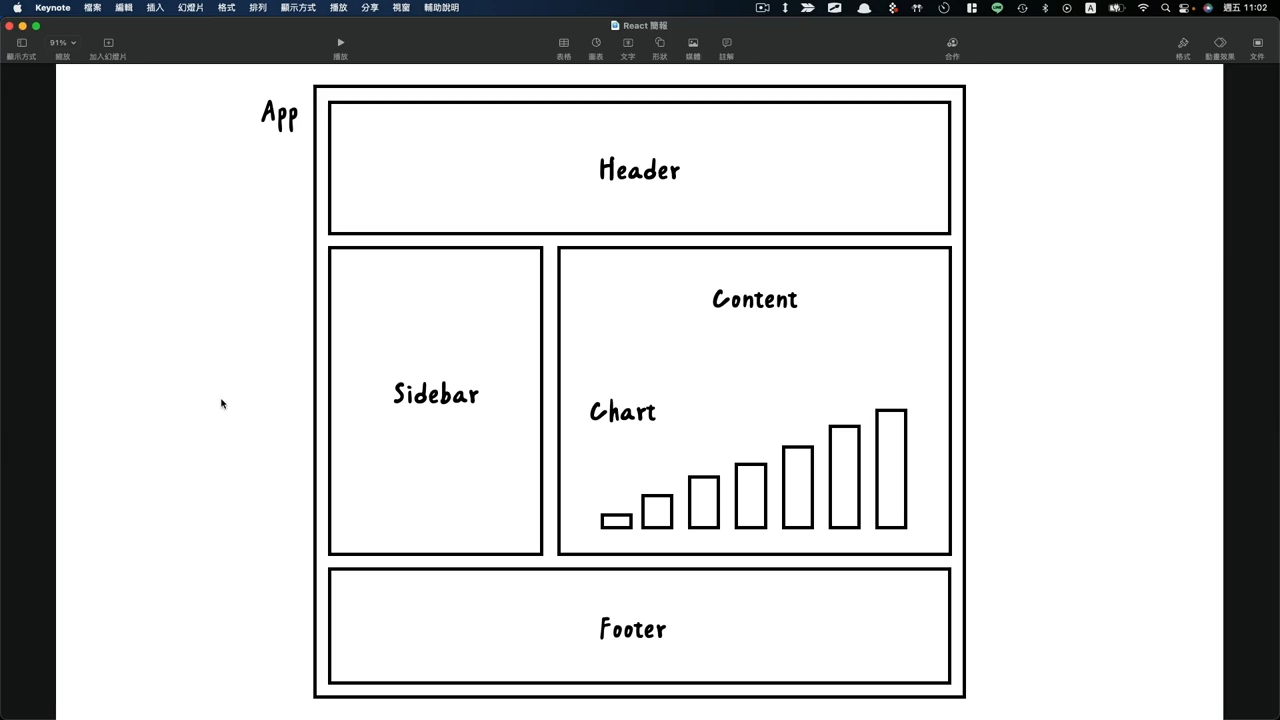 Keynote 檔案 編輯 插入 幻燈片 格式 排列 顯示方式 播放 分享 視窗 輔助說明 A 週五 11:02
React 簡報
91%
顯示方式 縮放 加入幻燈片 播放 表格 圖表 文字 形狀 媒體 註解 合作 格式 動畫效果 文件
App
Header
Content
Sidebar
Chart
Footer